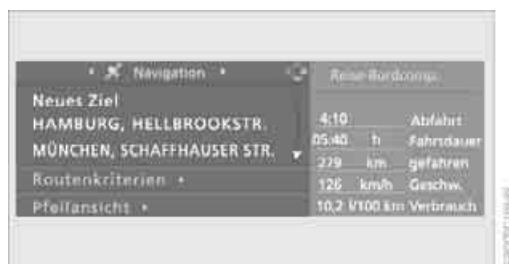 Navigation
Neues Ziel
HAMBURG, HELLBROOKSTR.
MÜNCHEN, SCHAFFHAUSER STR.
Routenkriterien
Pfeilansicht
Reise-Bordcomp.
4:10 Abfahrt
05:40 h Fahrsdauer
279 km gefahren
126 km/h Geschw.
10,2 l/100 km Verbrauch